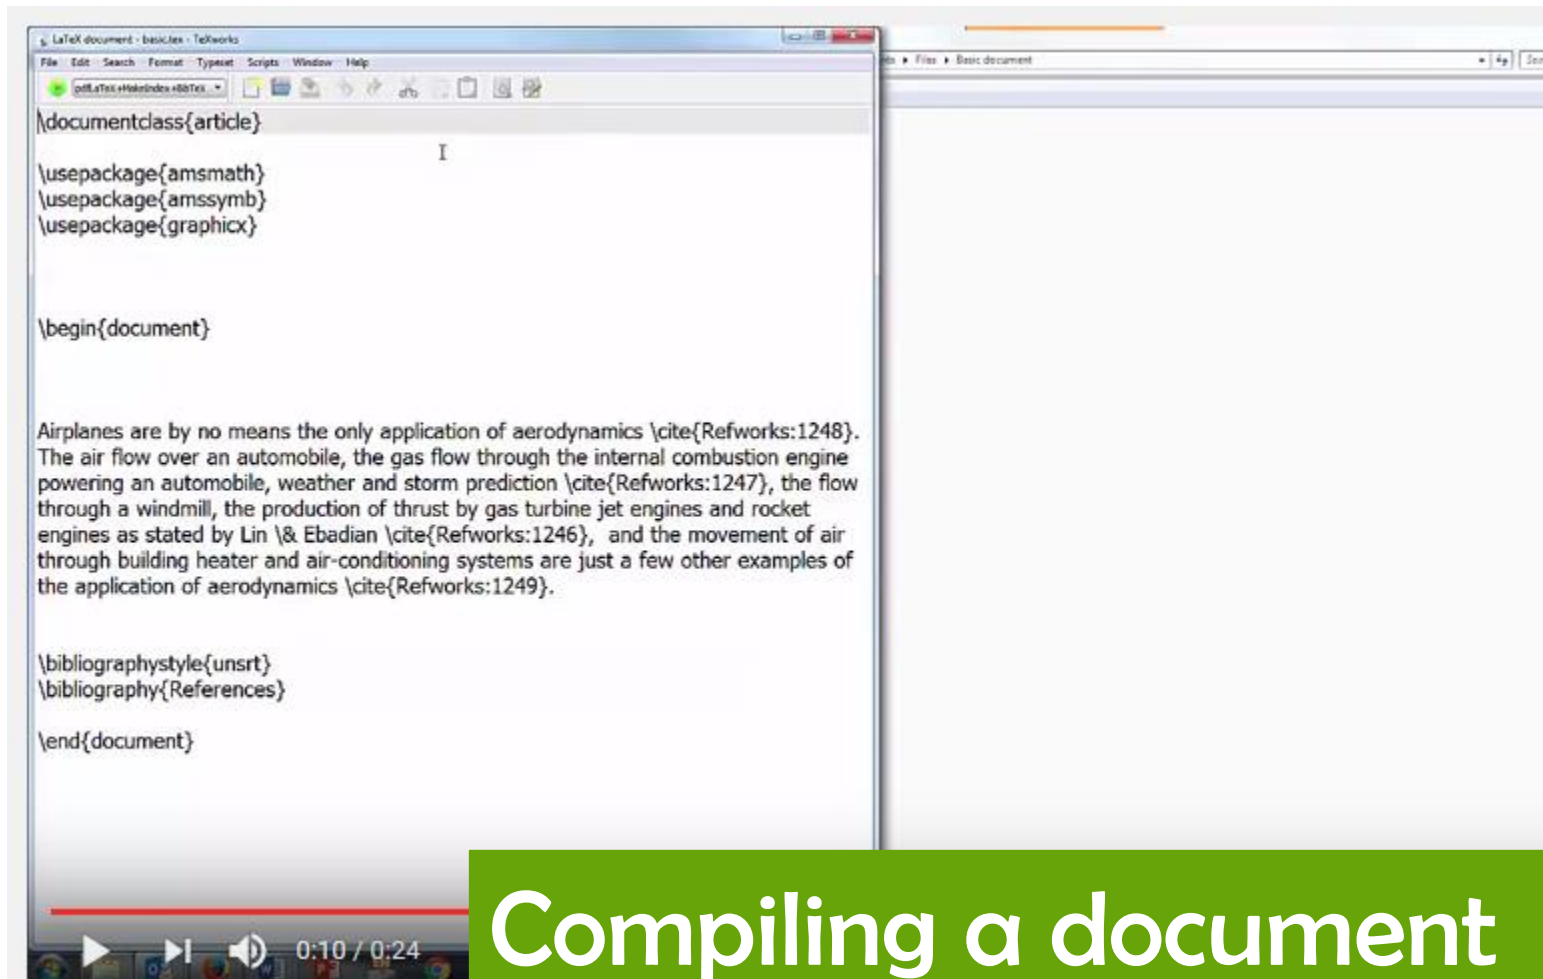 LaTeX document - basic.tex - TeXworks
File Edit Search Format Typeset Scripts Window Help
pdfLaTeX+MakeIndex+BibTeX
Files Basic document
\documentclass{article}
\usepackage{amsmath}
\usepackage{amssymb}
\usepackage{graphicx}
\begin{document}
Airplanes are by no means the only application of aerodynamics \cite{Refworks:1248}.
The air flow over an automobile, the gas flow through the internal combustion engine
powering an automobile, weather and storm prediction \cite{Refworks:1247}, the flow
through a windmill, the production of thrust by gas turbine jet engines and rocket
engines as stated by Lin \& Ebadian \cite{Refworks:1246},  and the movement of air
through building heater and air-conditioning systems are just a few other examples of
the application of aerodynamics \cite{Refworks:1249}.
\bibliographystyle{unsrt}
\bibliography{References}
\end{document}
0:10 / 0:24
Compiling a document